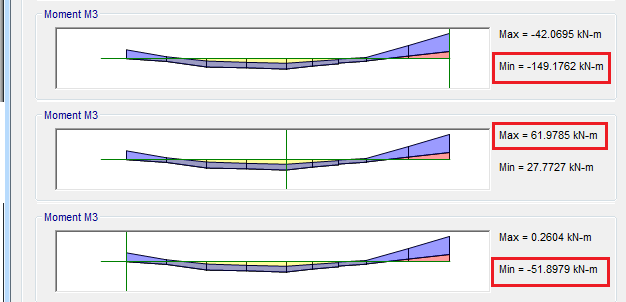 Moment M3
Max = -42.0695 kN-m
Min = -149.1762 kN-m
Moment M3
Max = 61.9785 kN-m
Min = 27.7727 kN-m
Moment M3
Max = 0.2604 kN-m
Min = -51.8979 kN-m